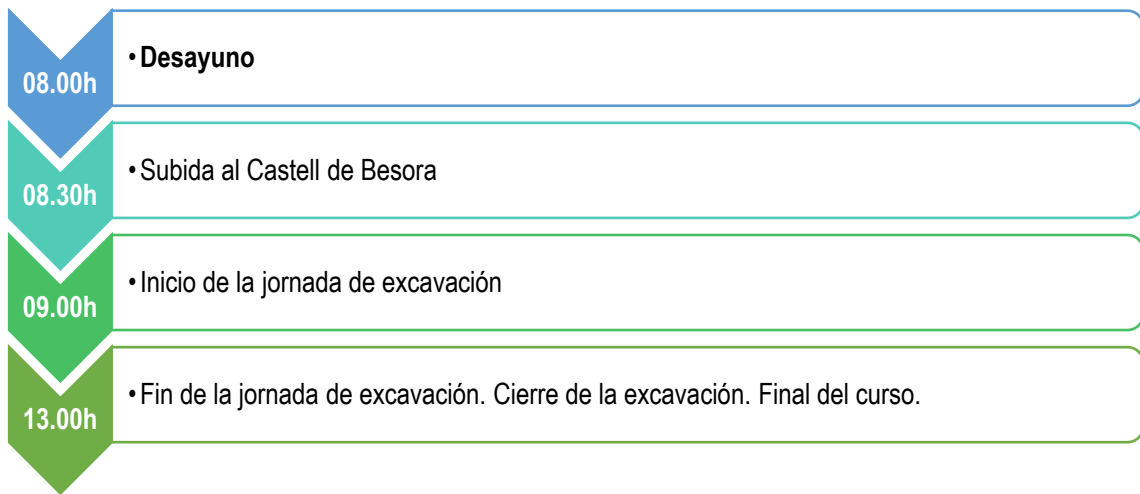 08.00h
• Desayuno
08.30h
• Subida al Castell de Besora
09.00h
• Inicio de la jornada de excavación
13.00h
• Fin de la jornada de excavación. Cierre de la excavación. Final del curso.